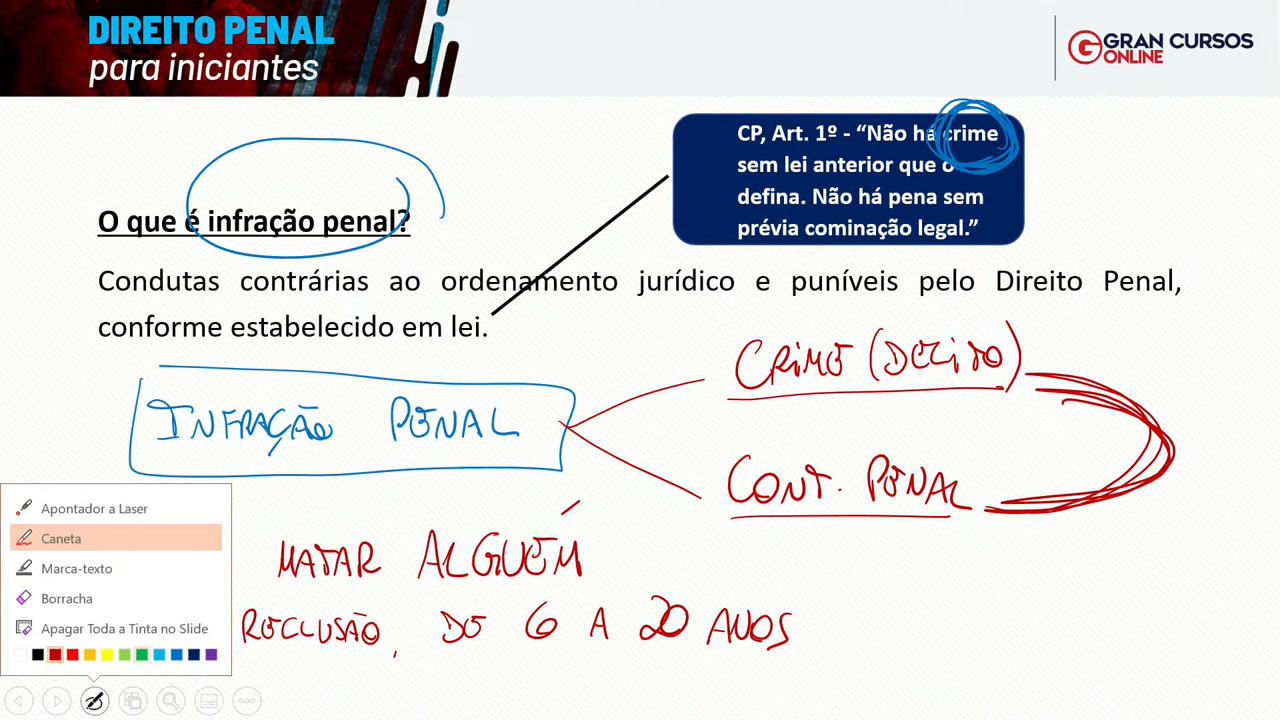 DIREITO PENAL
para iniciantes
GRAN CURSOS
ONLINE
CP, Art. 1º - “Não há crime
sem lei anterior que o
defina. Não há pena sem
prévia cominação legal.”
O que é infração penal?
Condutas contrárias ao ordenamento jurídico e puníveis pelo Direito Penal,
conforme estabelecido em lei.
CRIME (DELITO)
INFRAÇÃO PENAL
CONT. PENAL
MATAR ALGUÉM
RECLUSÃO, DE 6 A 20 ANOS
Apontador a Laser
Caneta
Marca-texto
Borracha
Apagar Toda a Tinta no Slide